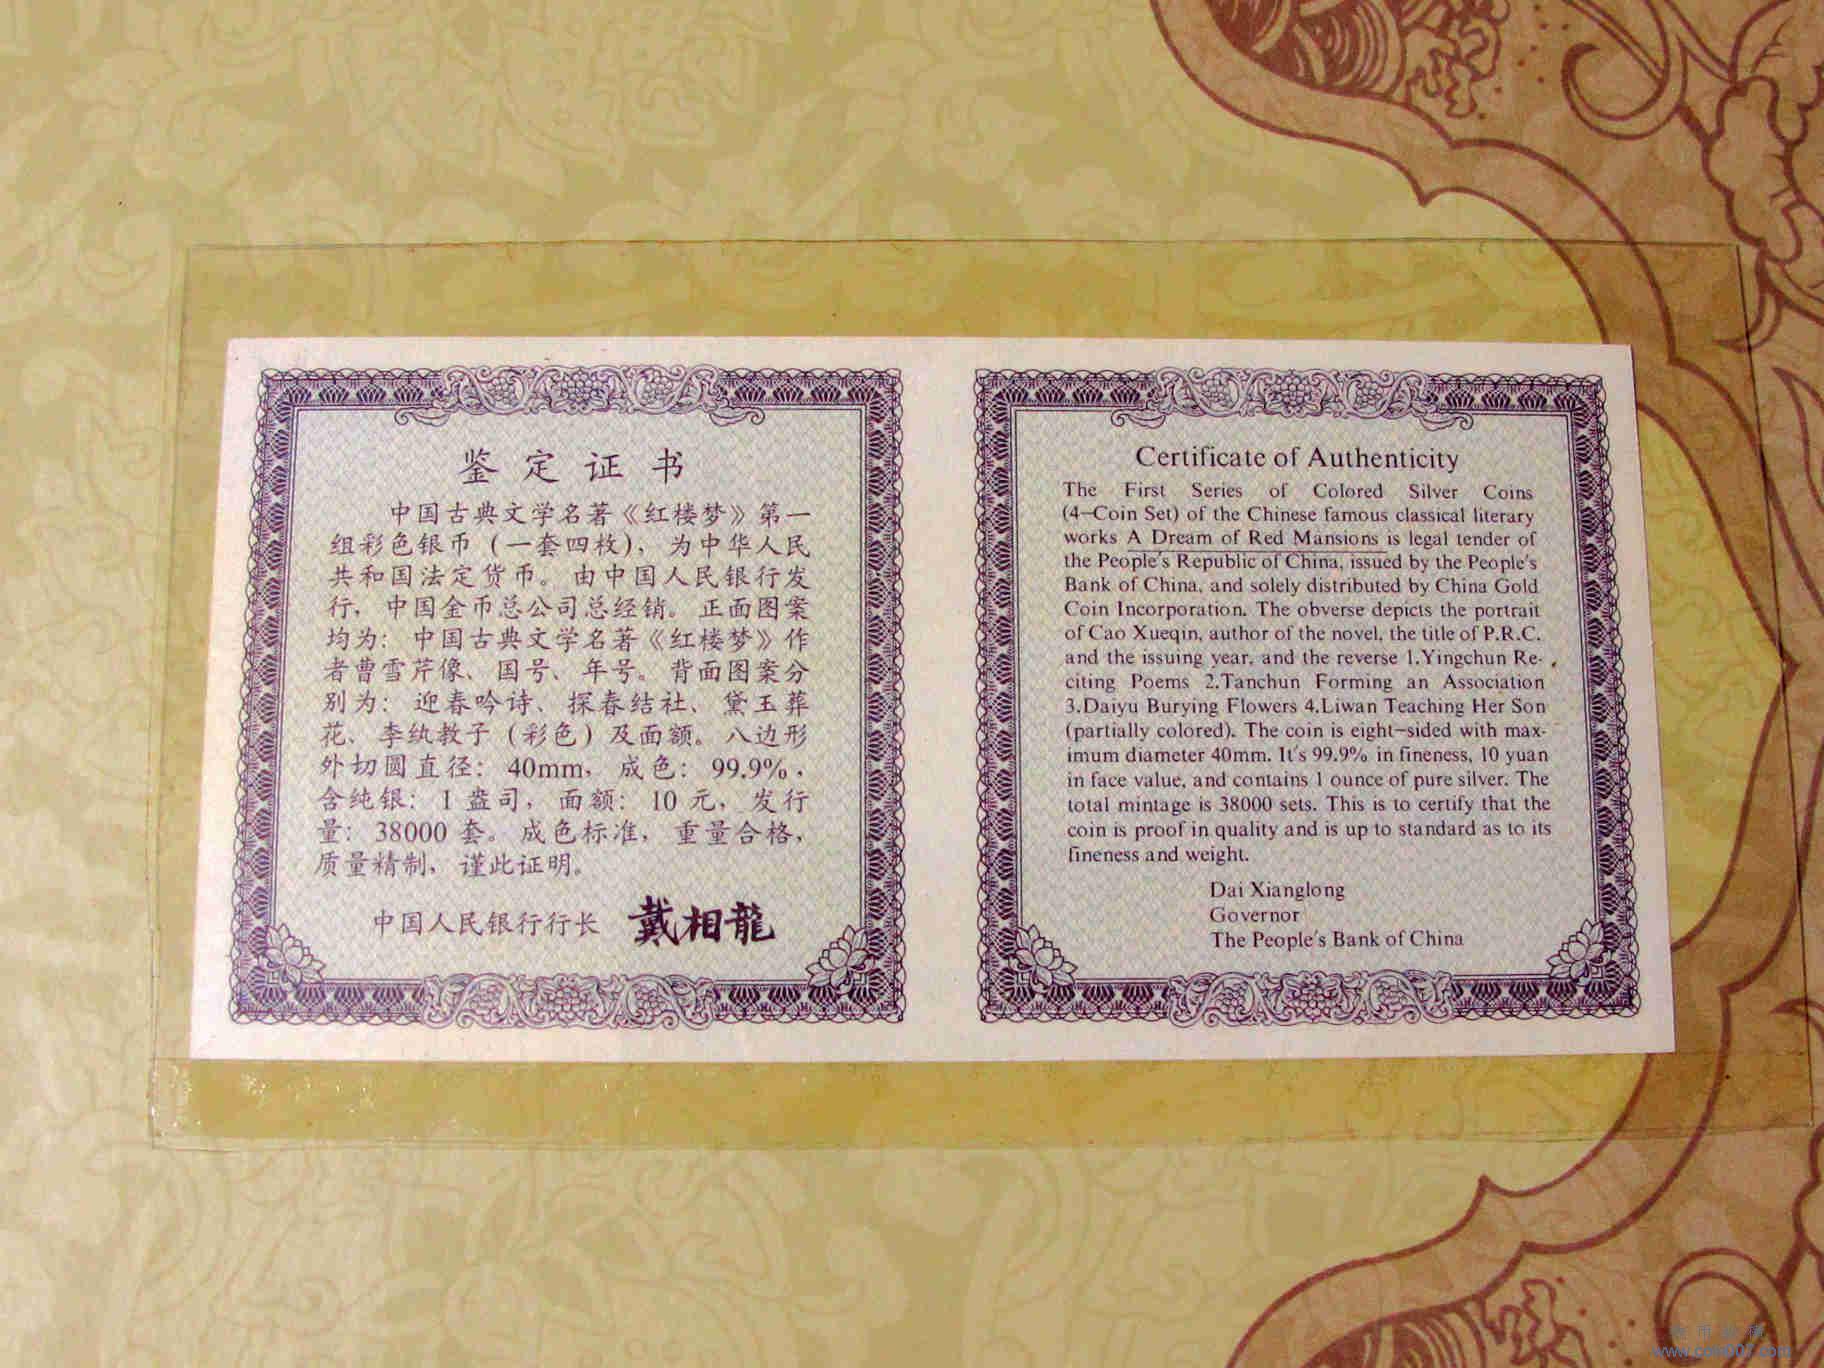 鉴定证书
中国古典文学名著《红楼梦》第一
组彩色银币（一套四枚），为中华人民
共和国法定货币。由中国人民银行发
行，中国金币总公司总经销。正面图案
均为：中国古典文学名著《红楼梦》作
者曹雪芹像、国号、年号。背面图案分
别为：迎春吟诗、探春结社、黛玉葬
花、李纨教子（彩色）及面额。八边形
外切圆直径：40mm，成色：99.9%，
含纯银：1盎司，面额：10元，发行
量：38000套。成色标准，重量合格，
质量精制，谨此证明。
中国人民银行行长 戴相龍
Certificate of Authenticity
The First Series of Colored Silver Coins
(4-Coin Set) of the Chinese famous classical literary
works A Dream of Red Mansions is legal tender of
the People's Republic of China, issued by the People's
Bank of China, and solely distributed by China Gold
Coin Incorporation. The obverse depicts the portrait
of Cao Xueqin, author of the novel, the title of P.R.C.
and the issuing year, and the reverse 1.Yingchun Re-
citing Poems 2.Tanchun Forming an Association
3.Daiyu Burying Flowers 4.Liwan Teaching Her Son
(partially colored). The coin is eight-sided with max-
imum diameter 40mm. It's 99.9% in fineness, 10 yuan
in face value, and contains 1 ounce of pure silver. The
total mintage is 38000 sets. This is to certify that the
coin is proof in quality and is up to standard as to its
fineness and weight.
Dai Xianglong
Governor
The People's Bank of China
www.coin007.com